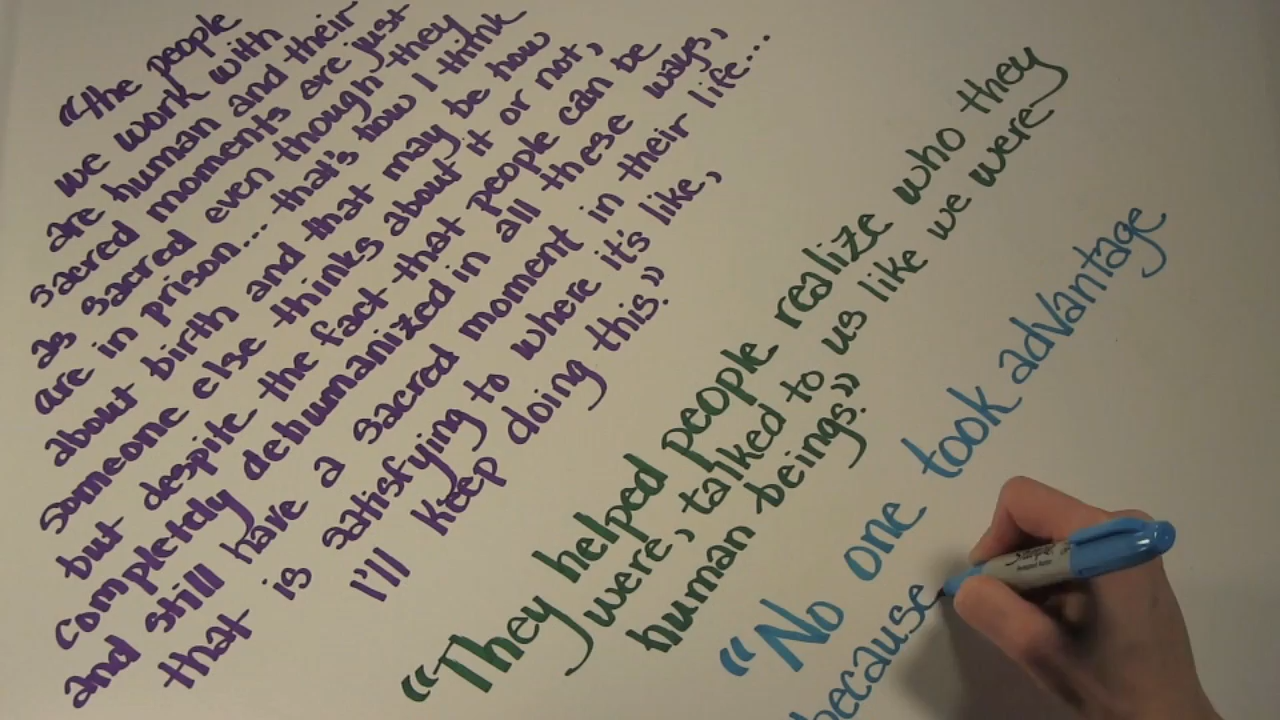 “The people
we work with
are human and their
sacred moments are just
as sacred even though they
are in prison... that's how I think
about birth and that may be how
someone else thinks about it or not,
but despite the fact that people can be
completely dehumanized in all these ways,
and still have a sacred moment in their life...
that is satisfying to where it's like,
I'll keep doing this.”
“They helped people realize who they
were, talked to us like we were
human beings.”
“No one took advantage
because
Sharpie